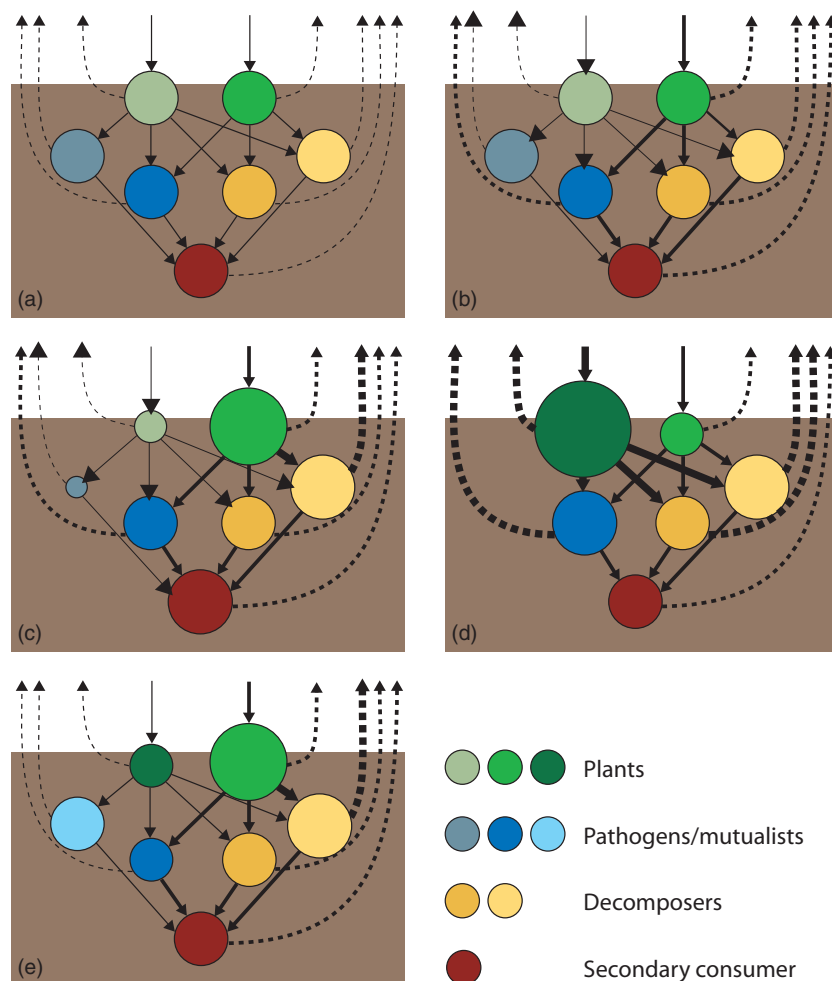 (a)
(b)
(c)
(d)
(e)
Plants
Pathogens/mutualists
Decomposers
Secondary consumer